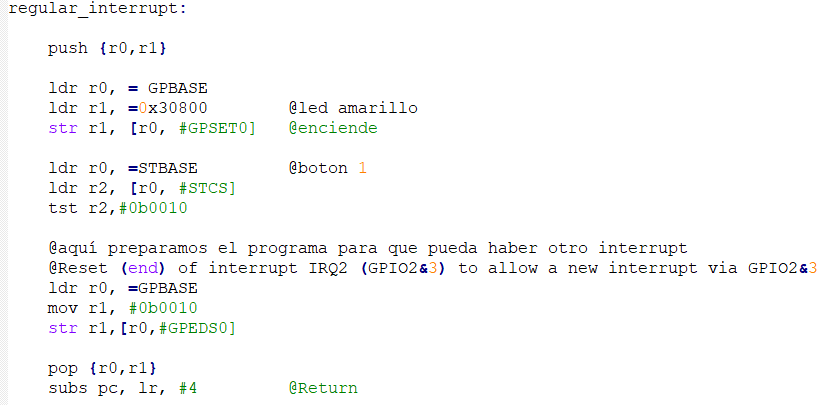 regular_interrupt:
push {r0,r1}
ldr r0, = GPBASE
ldr r1, =0x30800 @led amarillo
str r1, [r0, #GPSET0] @enciende
ldr r0, =STBASE @boton 1
ldr r2, [r0, #STCS]
tst r2,#0b0010
@aquí preparamos el programa para que pueda haber otro interrupt
@Reset (end) of interrupt IRQ2 (GPIO2&3) to allow a new interrupt via GPIO2&3
ldr r0, =GPBASE
mov r1, #0b0010
str r1,[r0,#GPEDS0]
pop {r0,r1}
subs pc, lr, #4 @Return